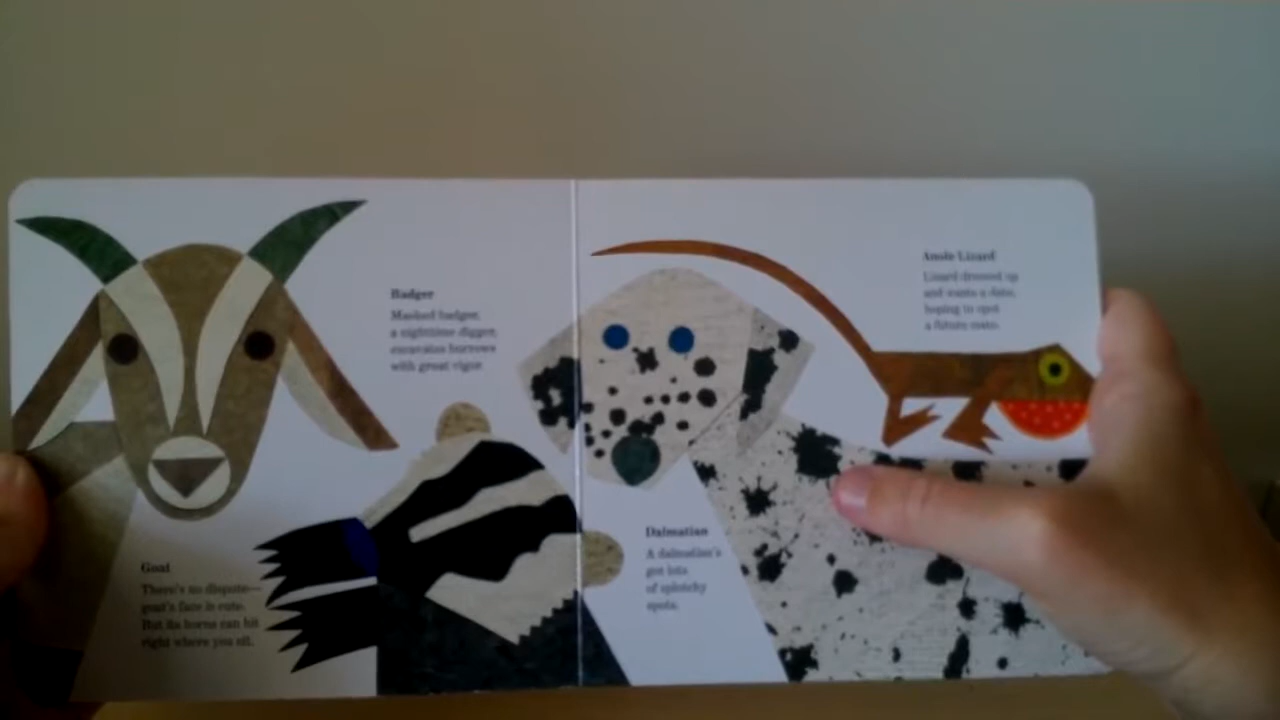 Goat
There's no dispute—
goat's face is cute.
But its horns can hit
right where you sit.
Badger
Masked badger,
a nighttime digger,
excavates burrows
with great vigor.
Dalmatian
A dalmatian's
got lots
of splotchy
spots.
Anole Lizard
Lizard dressed up
and wants a date,
hoping to spot
a future mate.